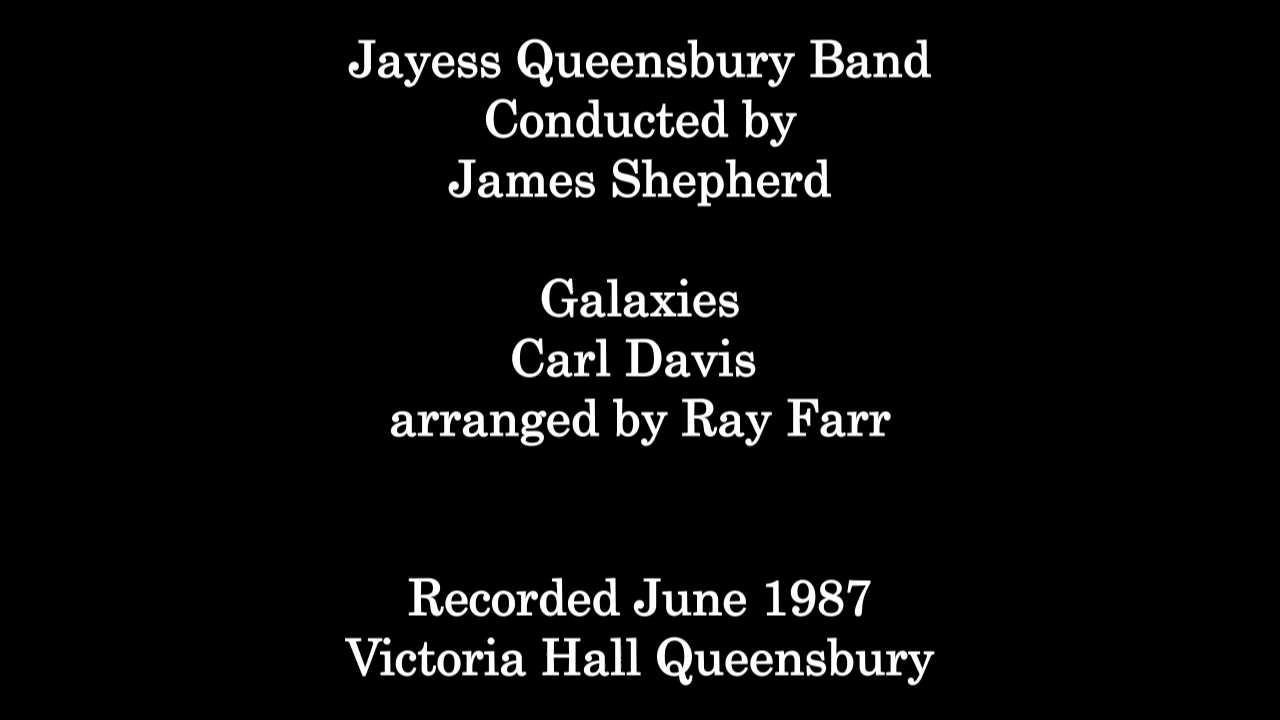 Jayess Queensbury Band
Conducted by
James Shepherd
Galaxies
Carl Davis
arranged by Ray Farr
Recorded June 1987
Victoria Hall Queensbury